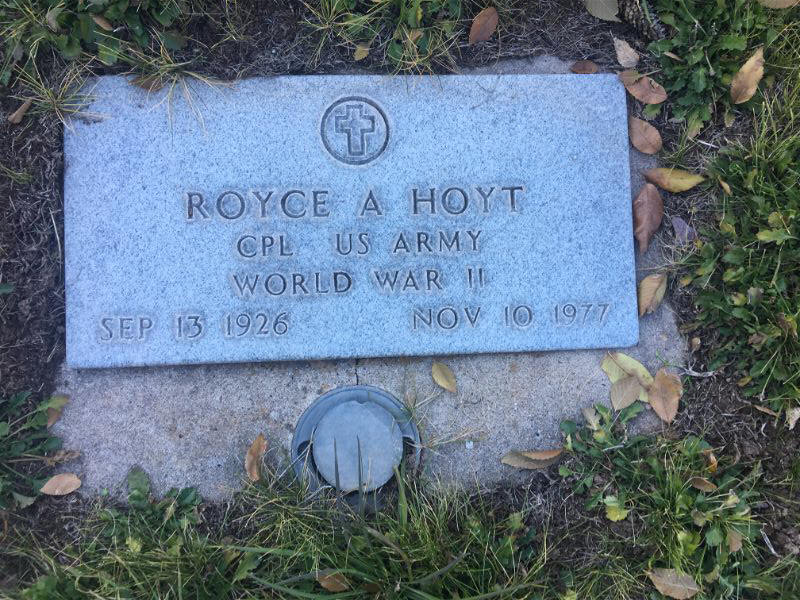 ROYCE A HOYT
CPL US ARMY
WORLD WAR II
SEP 13 1926 NOV 10 1977